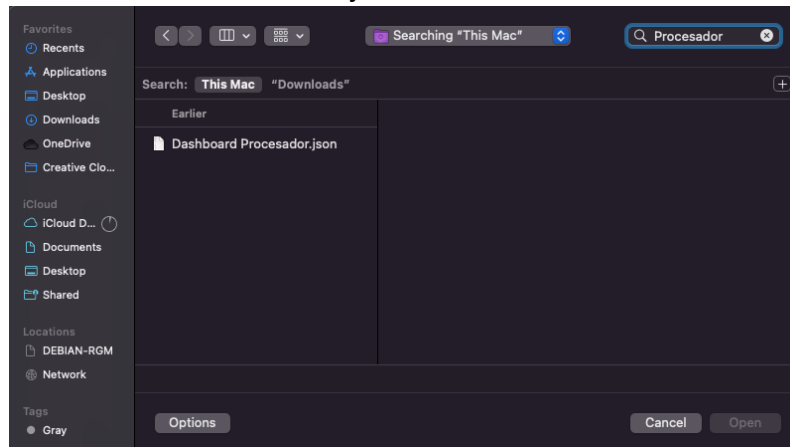 Favorites
Recents
Applications
Desktop
Downloads
OneDrive
Creative Clo...
iCloud
iCloud D...
Documents
Desktop
Shared
Locations
DEBIAN-RGM
Network
Tags
Gray
Searching "This Mac"
Procesador
Search: This Mac "Downloads"
Earlier
Dashboard Procesador.json
Options
Cancel
Open